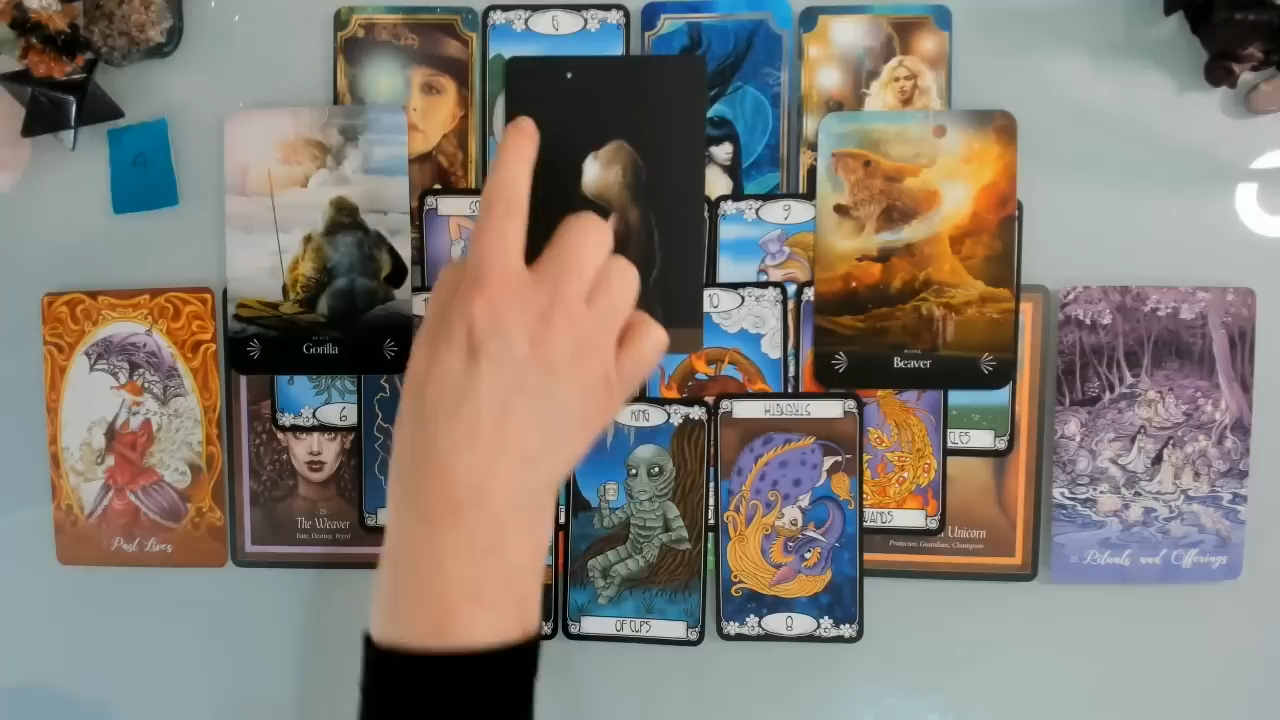 6
4
9
10
Gorilla
Beaver
KING
STRENGTH
6
CLES
- 25 -
The Weaver
Fate, Destiny, Wyrd
WANDS
Unicorn
Protector, Guardian, Champion
Past Lives
Rituals and Offerings
OF CUPS
8